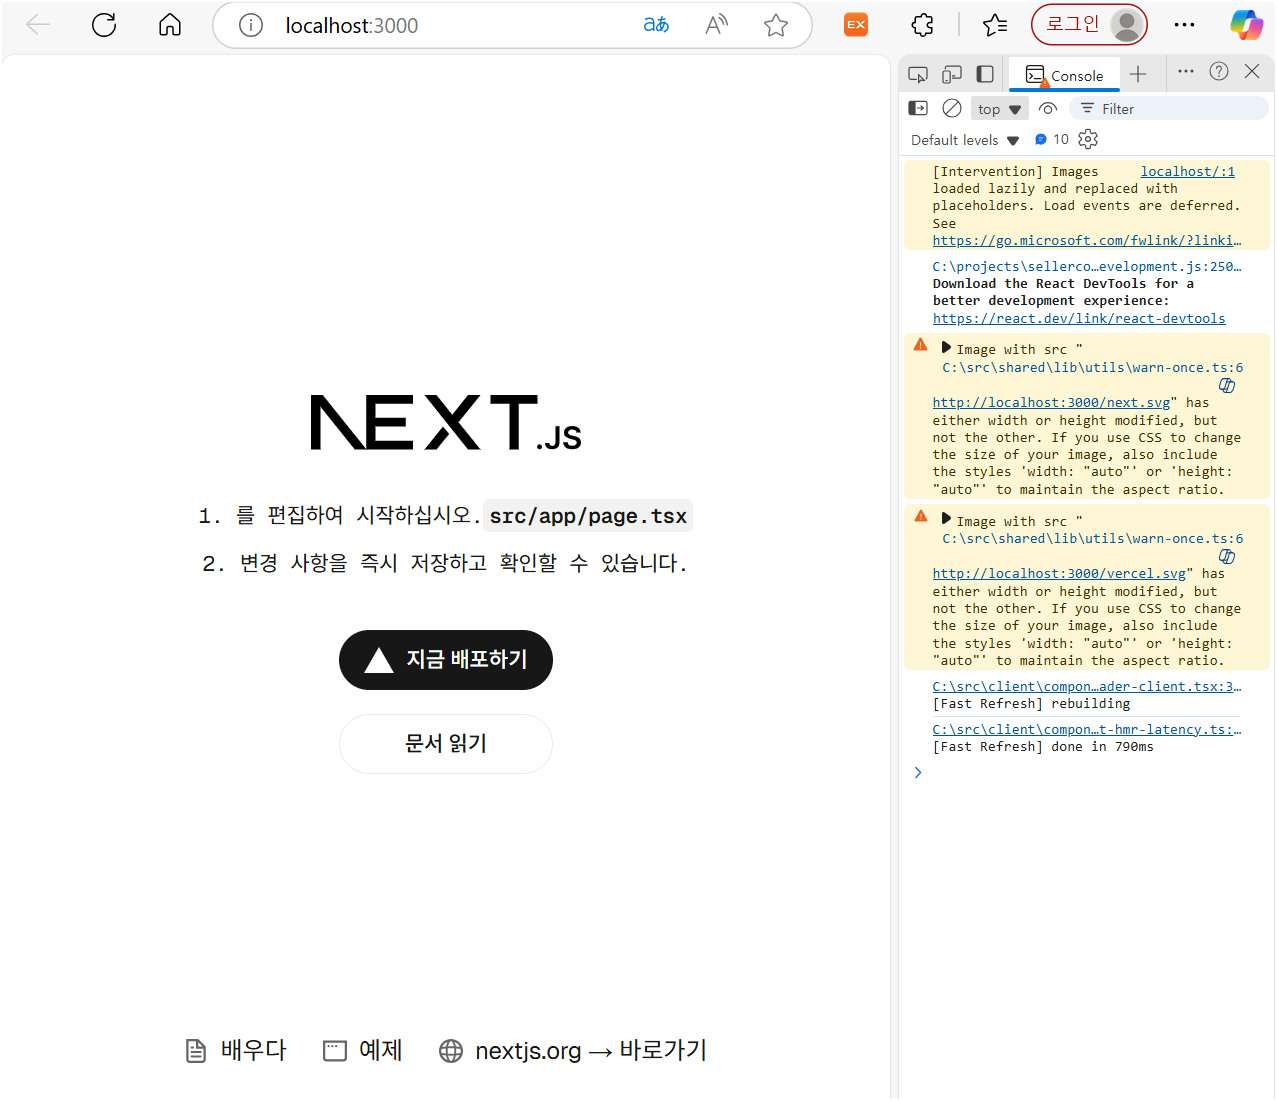 localhost:3000
aあ
A
EX
로그인
Console
top
Filter
Default levels
10
[Intervention] Images localhost/:1
loaded lazily and replaced with
placeholders. Load events are deferred.
See
https://go.microsoft.com/fwlink/?linki…
C:\projects\sellerco…evelopment.js:250…
Download the React DevTools for a
better development experience:
https://react.dev/link/react-devtools
Image with src "
C:\src\shared\lib\utils\warn-once.ts:6
http://localhost:3000/next.svg" has
either width or height modified, but
not the other. If you use CSS to change
the size of your image, also include
the styles 'width: "auto"' or 'height:
"auto"' to maintain the aspect ratio.
Image with src "
C:\src\shared\lib\utils\warn-once.ts:6
http://localhost:3000/vercel.svg" has
either width or height modified, but
not the other. If you use CSS to change
the size of your image, also include
the styles 'width: "auto"' or 'height:
"auto"' to maintain the aspect ratio.
C:\src\client\compon…ader-client.tsx:3…
[Fast Refresh] rebuilding
C:\src\client\compon…t-hmr-latency.ts:…
[Fast Refresh] done in 790ms
NEXT.JS
1. 를 편집하여 시작하십시오.src/app/page.tsx
2. 변경 사항을 즉시 저장하고 확인할 수 있습니다.
지금 배포하기
문서 읽기
배우다 예제 nextjs.org → 바로가기